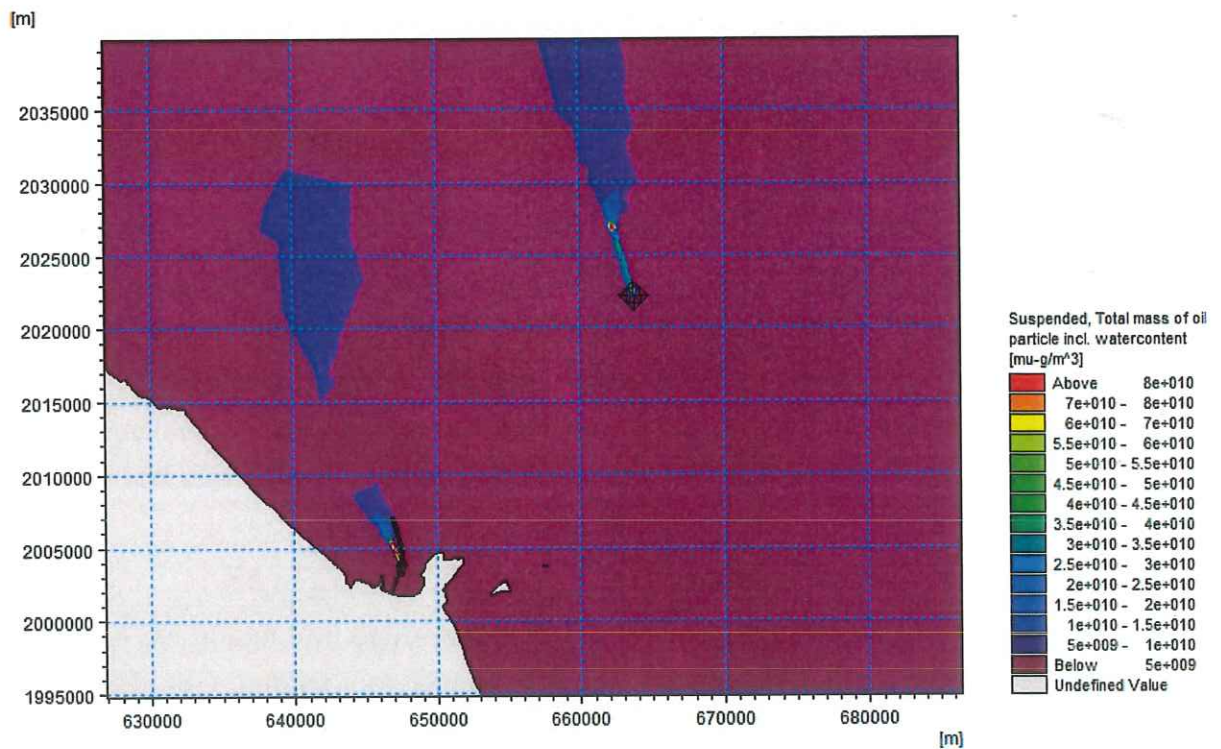 [m]
2035000
2030000
2025000
2020000
2015000
2010000
2005000
2000000
1995000
630000 640000 650000 660000 670000 680000
[m]
Suspended, Total mass of oil
particle incl. watercontent
[mu-g/m^3]
Above 8e+010
7e+010 - 8e+010
6e+010 - 7e+010
5.5e+010 - 6e+010
5e+010 - 5.5e+010
4.5e+010 - 5e+010
4e+010 - 4.5e+010
3.5e+010 - 4e+010
3e+010 - 3.5e+010
2.5e+010 - 3e+010
2e+010 - 2.5e+010
1.5e+010 - 2e+010
1e+010 - 1.5e+010
5e+009 - 1e+010
Below 5e+009
Undefined Value